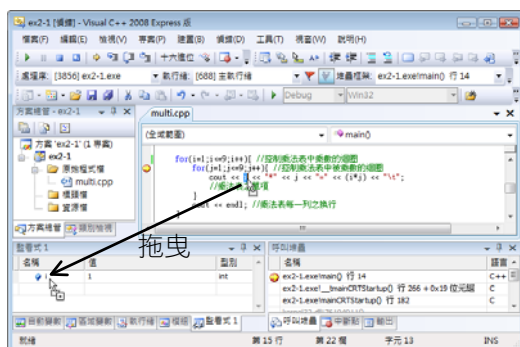 ex2-1 [偵錯] - Visual C++ 2008 Express 版
檔案(F) 編輯(E) 檢視(V) 專案(P) 建置(B) 偵錯(D) 工具(T) 視窗(W) 說明(H)
十六進位
處理序: [3856] ex2-1.exe 執行緒: [688] 主執行緒 堆疊框架: ex2-1.exe!main() 行 14
Debug Win32
方案總管 - ex2-1
multi.cpp
(全域範圍) main()
方案 'ex2-1' (1 專案)
ex2-1
原始程式檔
multi.cpp
標頭檔
資源檔
for(i=1;i<=9;i++){ //控制乘法表中乘數的迴圈
for(j=1;j<=9;j++){ //控制乘法表中被乘數的迴圈
cout << i << "*" << j << "=" << (i*j) << "\t";
cout << endl; //乘法表每一列之換行
}
方案總管 類別檢視
拖曳
監看式 1
名稱 值 型別
i 1 int
呼叫堆疊
名稱 語言
ex2-1.exe!main() 行 14 C++
ex2-1.exe!__tmainCRTStartup() 行 266 + 0x19 位元組 C
ex2-1.exe!mainCRTStartup() 行 182 C
自動變數 區域變數 執行緒 模組 監看式 1
呼叫堆疊 中斷點 輸出
就緒 第 15 行 第 22 欄 字元 13 INS